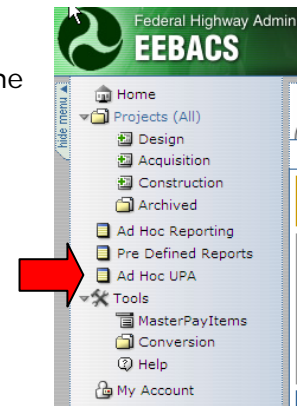 Federal Highway Admin
EEBACS
ne
hide menu
Home
Projects (All)
Design
Acquisition
Construction
Archived
Ad Hoc Reporting
Pre Defined Reports
Ad Hoc UPA
Tools
MasterPayItems
Conversion
Help
My Account